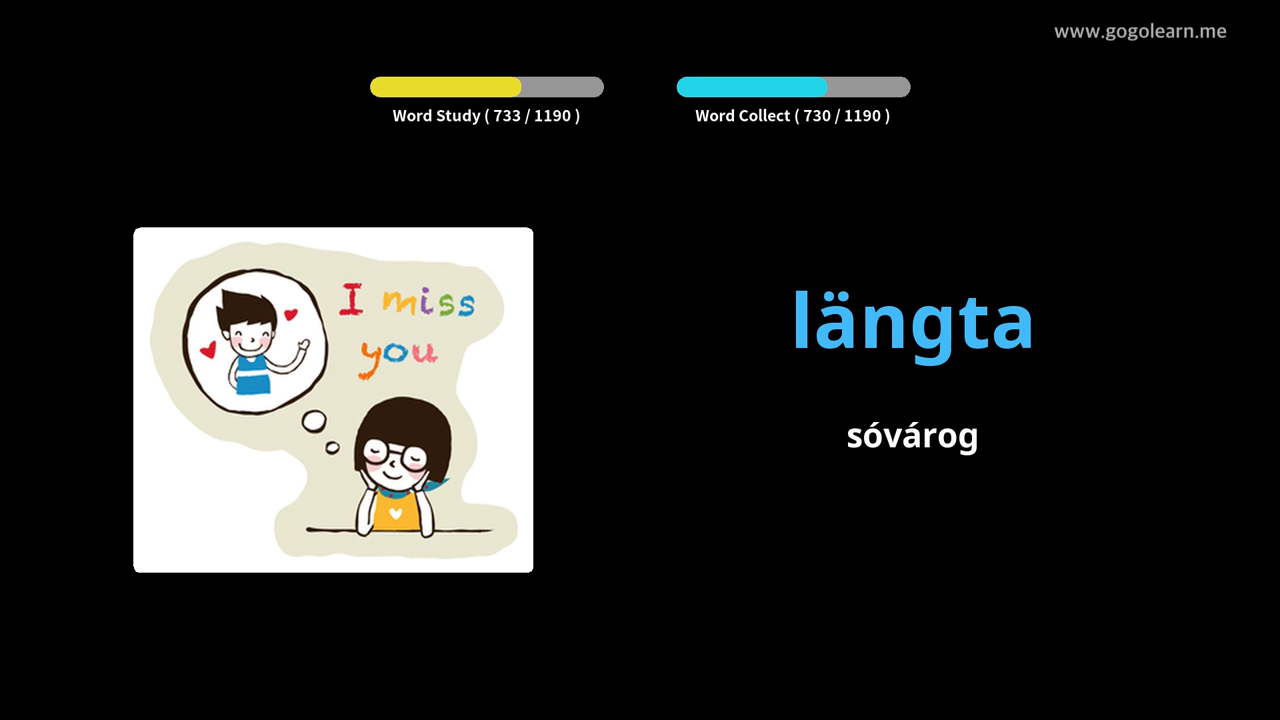 www.gogolearn.me
Word Study ( 733 / 1190 )
Word Collect ( 730 / 1190 )
I miss
you
längta
sóvárog